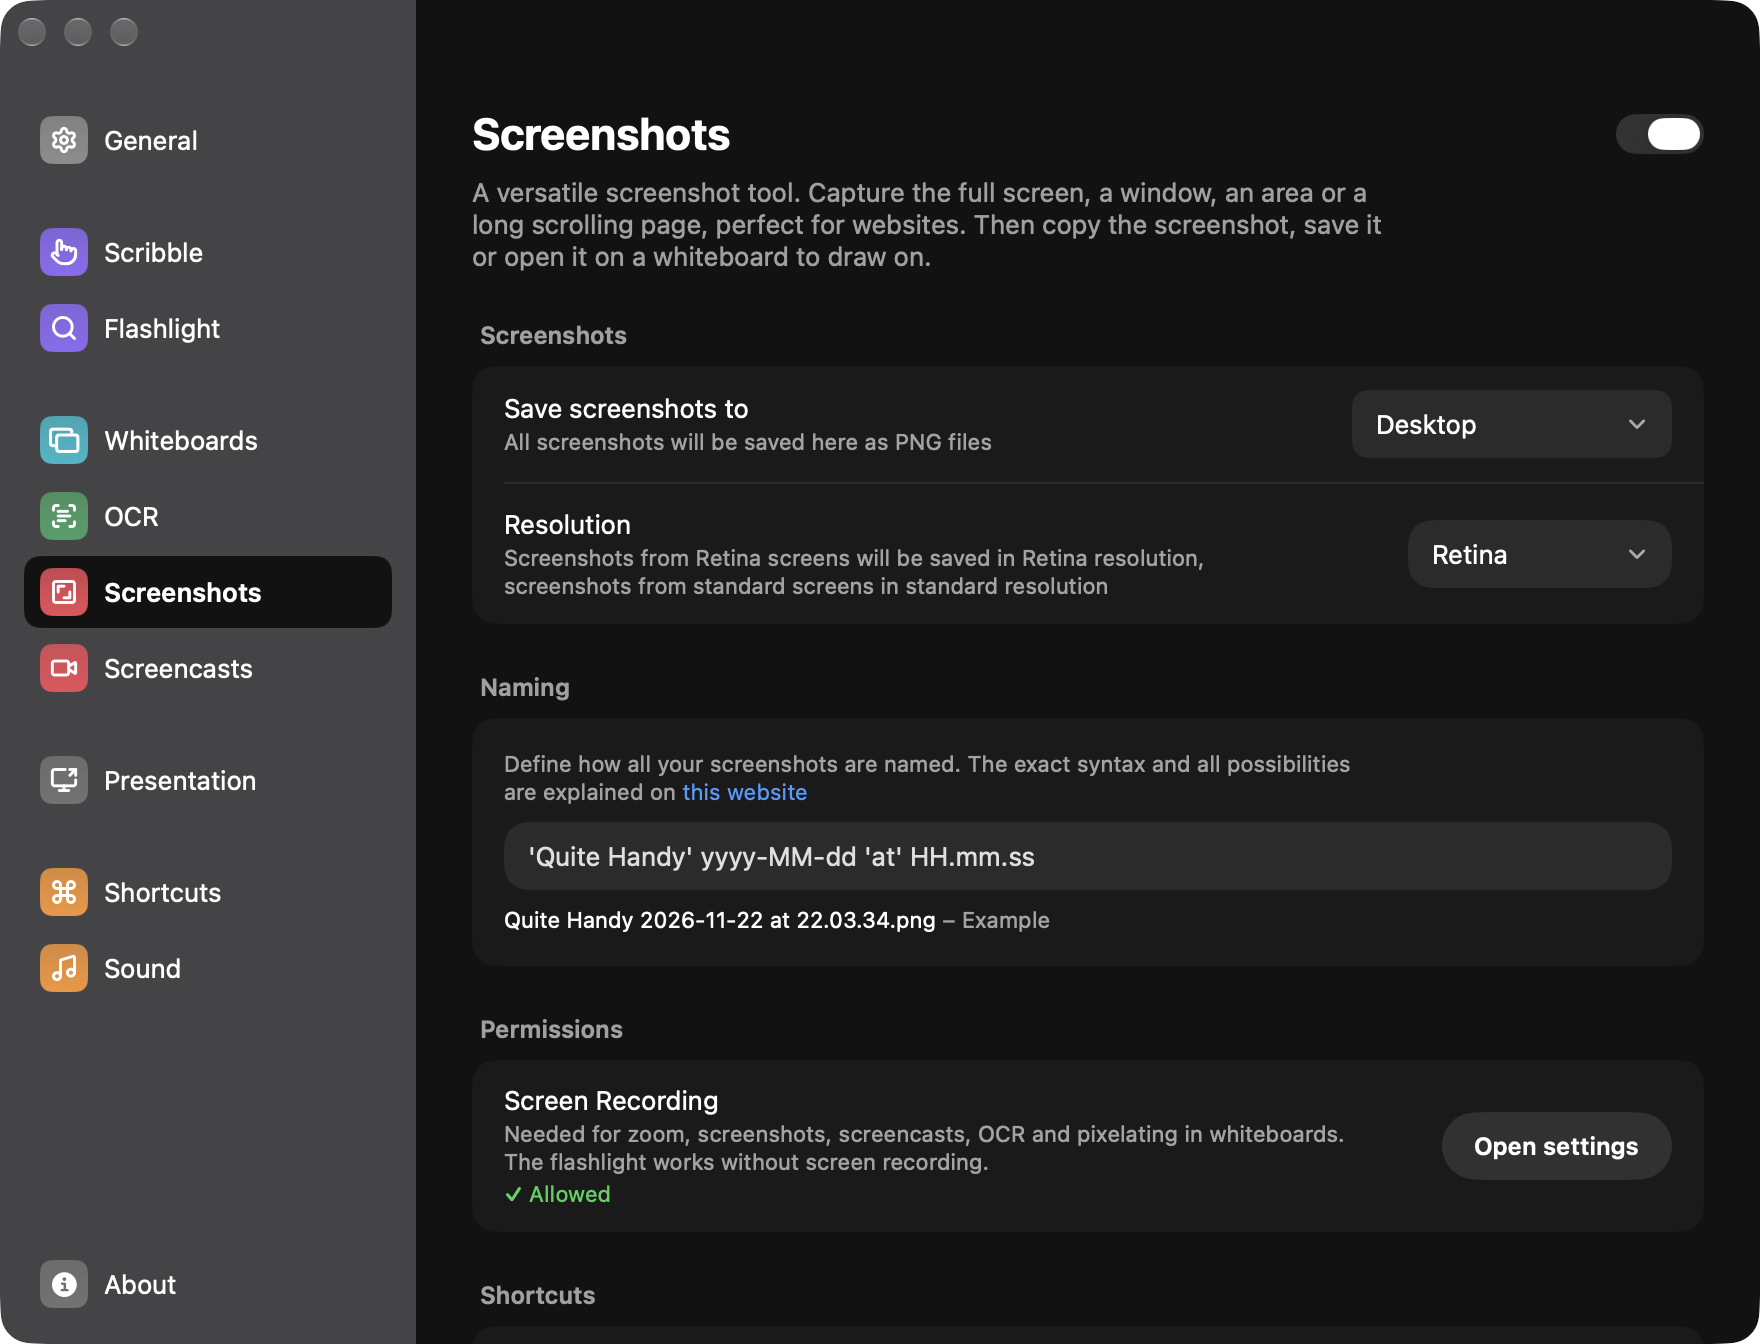 General
Scribble
Flashlight
Whiteboards
OCR
Screenshots
Screencasts
Presentation
Shortcuts
Sound
About
Screenshots
A versatile screenshot tool. Capture the full screen, a window, an area or a
long scrolling page, perfect for websites. Then copy the screenshot, save it
or open it on a whiteboard to draw on.
Screenshots
Save screenshots to
All screenshots will be saved here as PNG files
Desktop
Resolution
Screenshots from Retina screens will be saved in Retina resolution,
screenshots from standard screens in standard resolution
Retina
Naming
Define how all your screenshots are named. The exact syntax and all possibilities
are explained on this website
'Quite Handy' yyyy-MM-dd 'at' HH.mm.ss
Quite Handy 2026-11-22 at 22.03.34.png – Example
Permissions
Screen Recording
Needed for zoom, screenshots, screencasts, OCR and pixelating in whiteboards.
The flashlight works without screen recording.
✓ Allowed
Open settings
Shortcuts